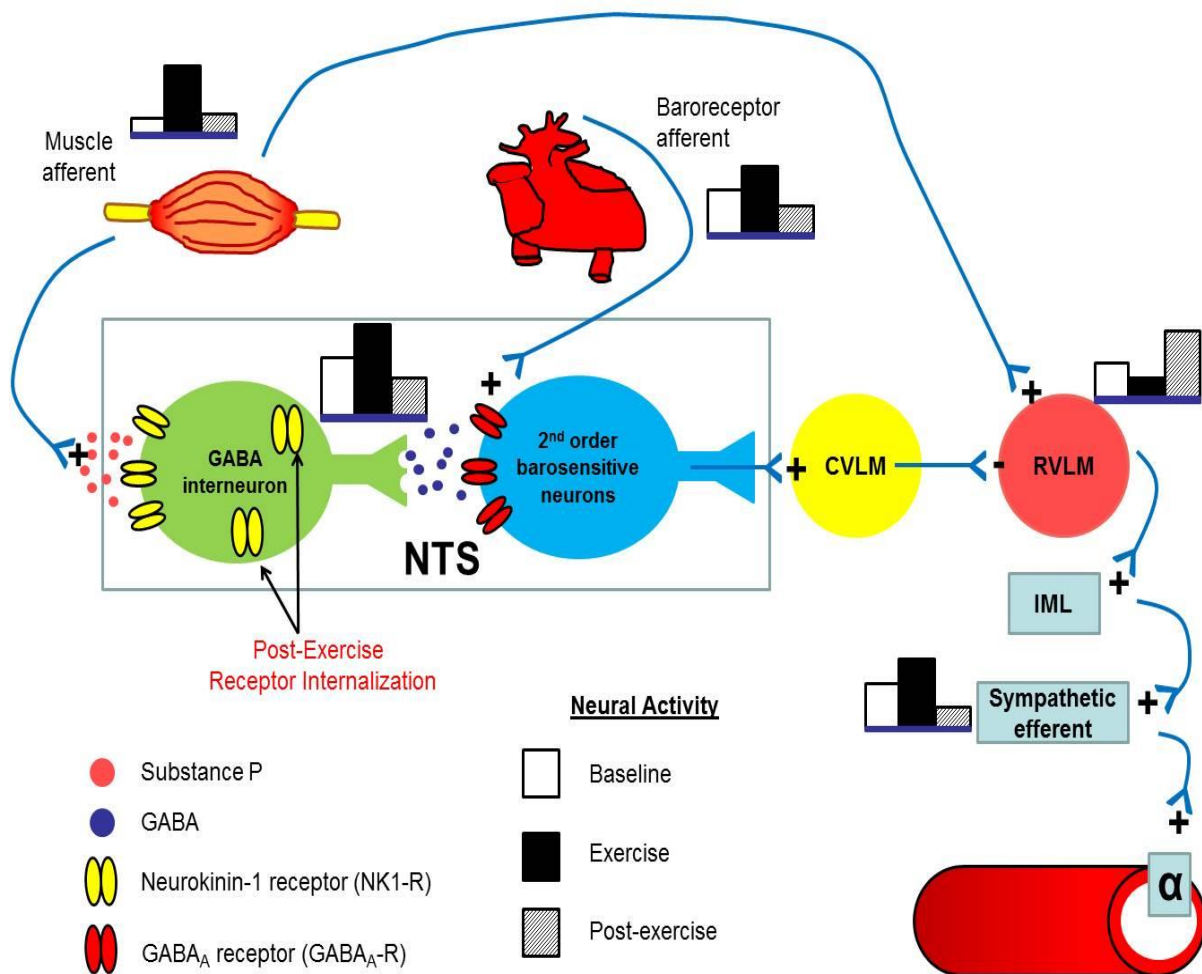 Muscle
afferent
Baroreceptor
afferent
+
+
+
GABA
interneuron
2nd order
barosensitive
neurons
+
CVLM
-
RVLM
NTS
+
IML
Post-Exercise
Receptor Internalization
Neural Activity
+
Sympathetic
efferent
Substance P
Baseline
GABA
+
Exercise
α
Neurokinin-1 receptor (NK1-R)
Post-exercise
GABAA receptor (GABAA-R)